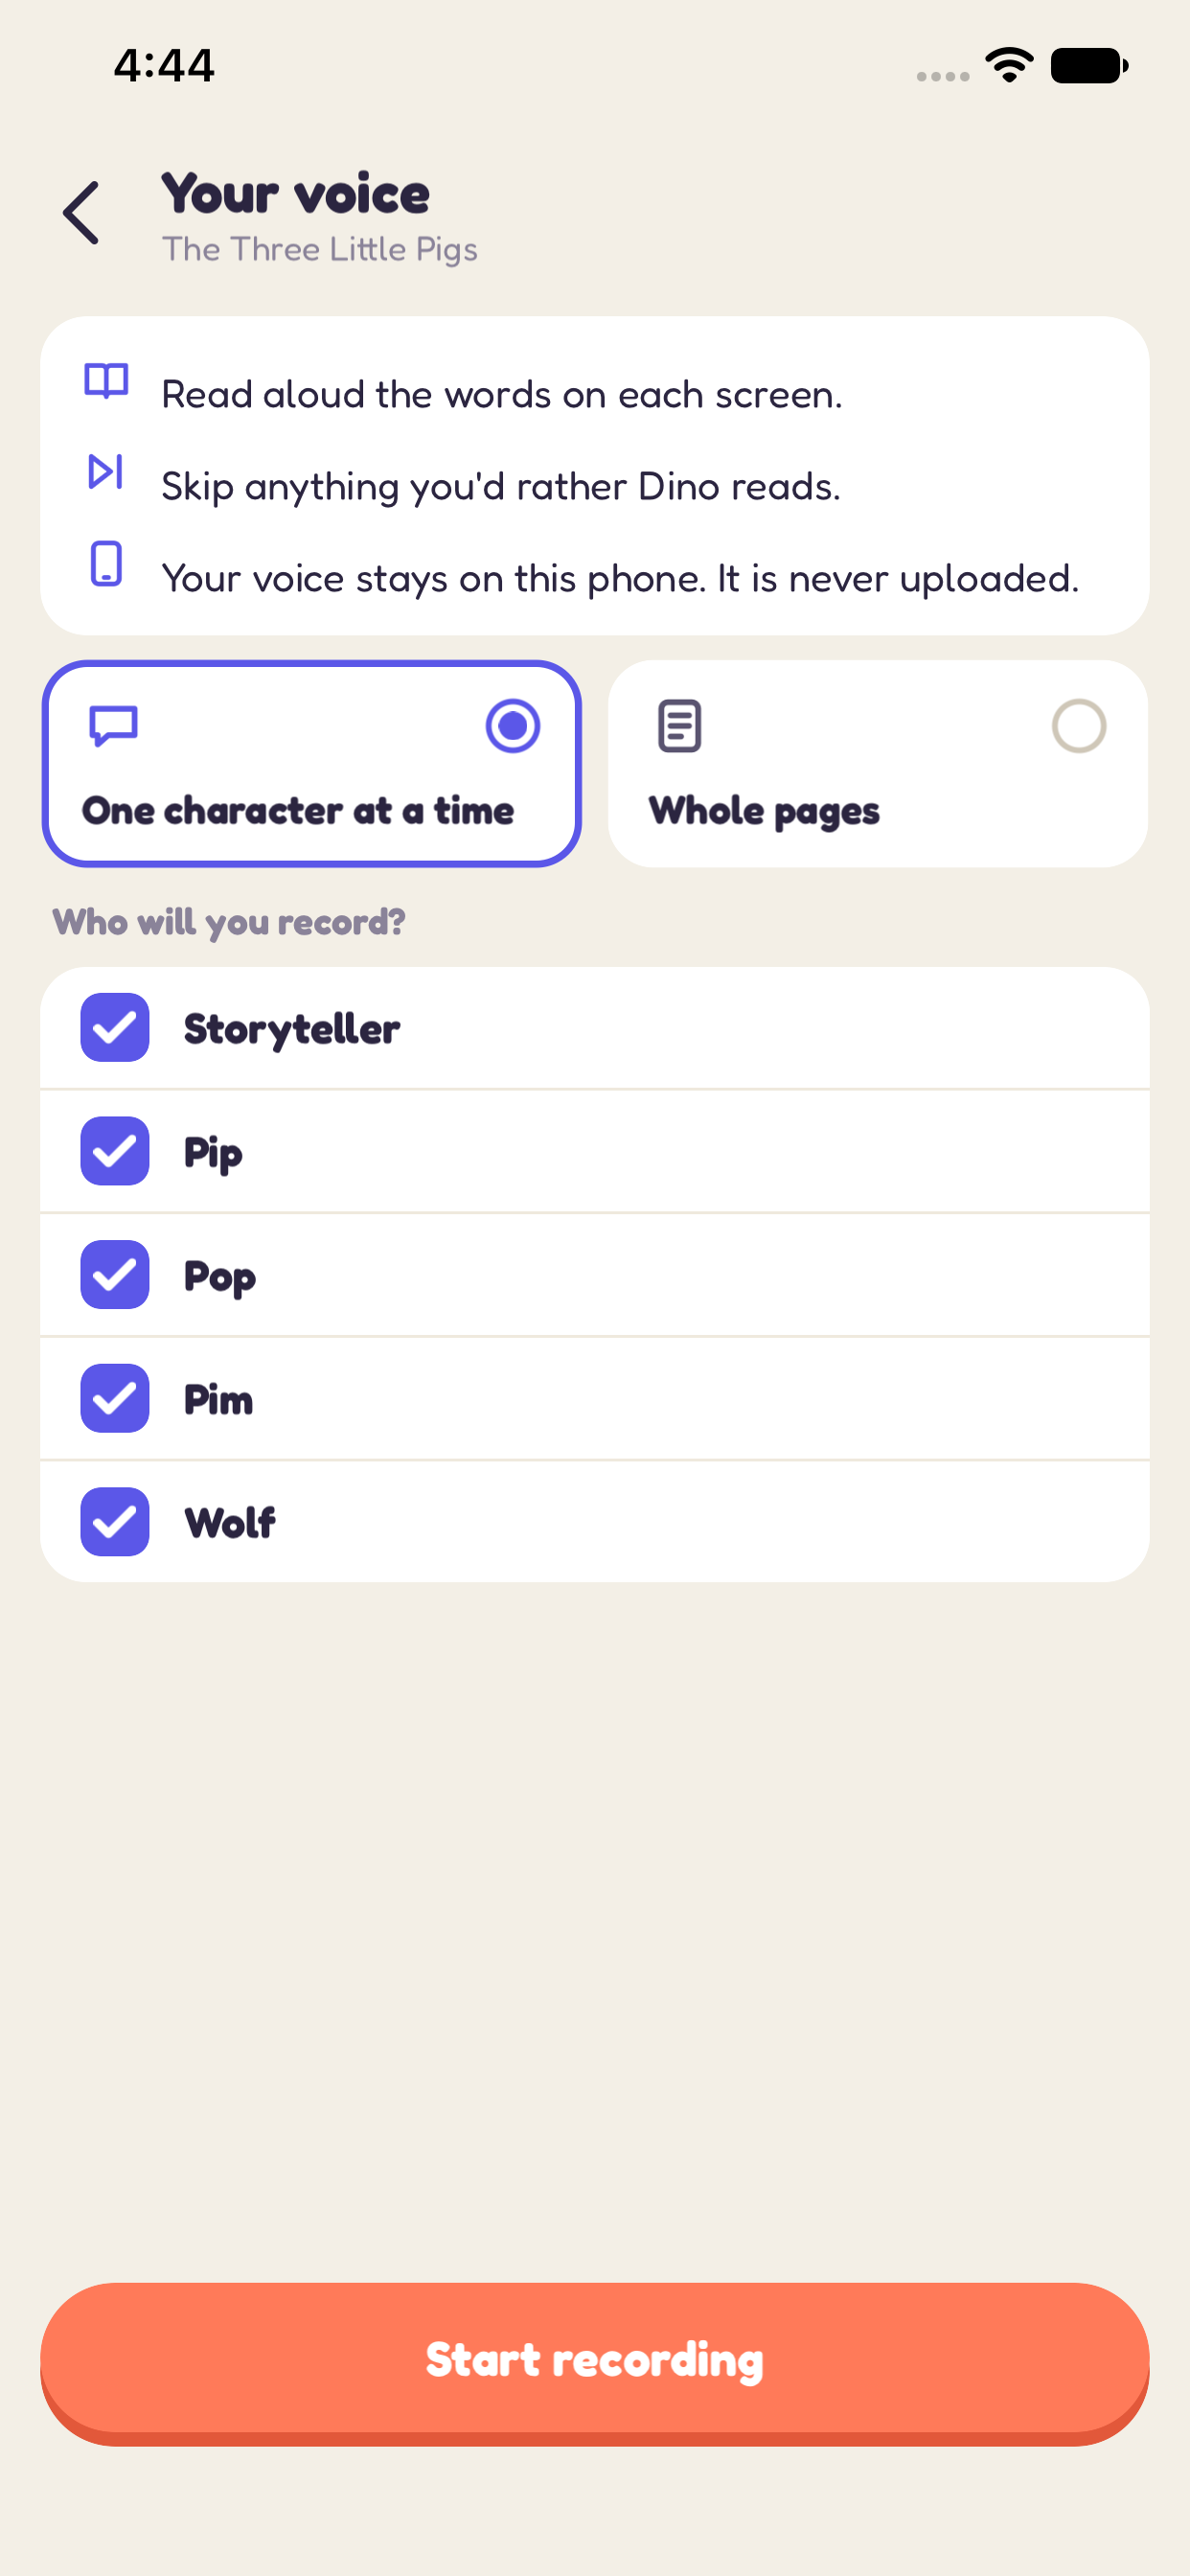 4:44
Your voice
The Three Little Pigs
Read aloud the words on each screen.
Skip anything you'd rather Dino reads.
Your voice stays on this phone. It is never uploaded.
One character at a time
Whole pages
Who will you record?
Storyteller
Pip
Pop
Pim
Wolf
Start recording